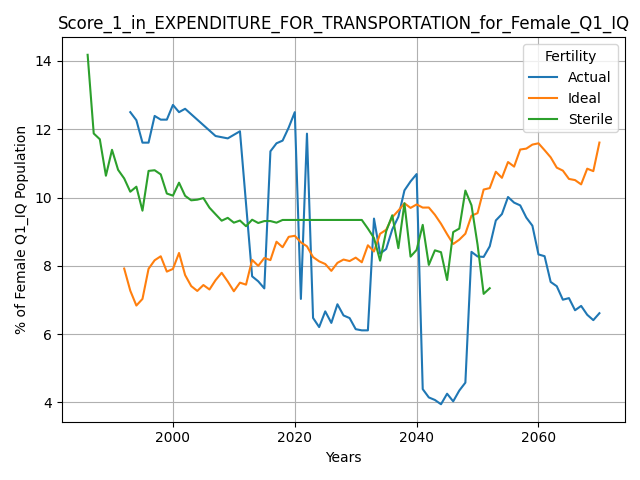 Score_1_in_EXPENDITURE_FOR_TRANSPORTATION_for_Female_Q1_IQ
Fertility
Actual
Ideal
Sterile
% of Female Q1_IQ Population
14
12
10
8
6
4
2000
2020
2040
2060
Years